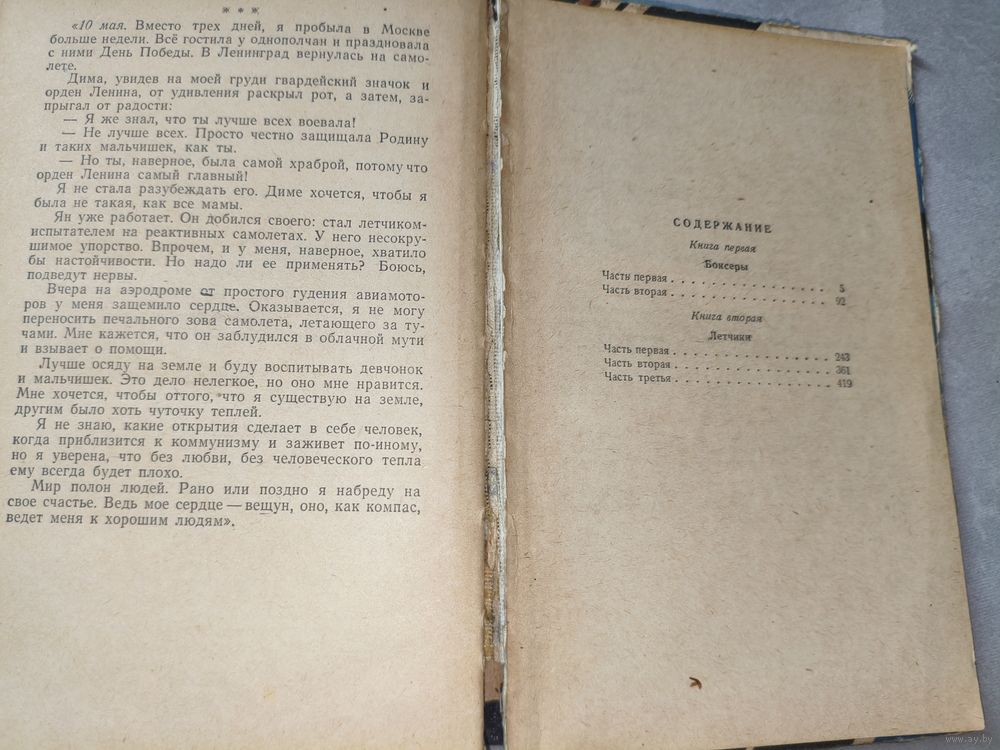 * * *
«10 мая. Вместо трех дней, я пробыла в Москве
больше недели. Всё гостила у однополчан и праздновала
с ними День Победы. В Ленинград вернулась на само-
лете.
Дима, увидев на моей груди гвардейский значок и
орден Ленина, от удивления раскрыл рот, а затем, за-
прыгал от радости:
— Я же знал, что ты лучше всех воевала!
— Не лучше всех. Просто честно защищала Родину
и таких мальчишек, как ты.
— Но ты, наверное, была самой храброй, потому что
орден Ленина самый главный!
Я не стала разубеждать его. Диме хочется, чтобы я
была не такая, как все мамы.
Ян уже работает. Он добился своего: стал летчиком-
испытателем на реактивных самолетах. У него несокру-
шимое упорство. Впрочем, и у меня, наверное, хватило
бы настойчивости. Но надо ли ее применять? Боюсь,
подведут нервы.
Вчера на аэродроме от простого гудения авиамото-
ров у меня защемило сердце. Оказывается, я не могу
переносить печального зова самолета, летающего за ту-
чами. Мне кажется, что он заблудился в облачной мути
и взывает о помощи.
Лучше осяду на земле и буду воспитывать девчонок
и мальчишек. Это дело нелегкое, но оно мне нравится.
Мне хочется, чтобы оттого, что я существую на земле,
другим было хоть чуточку теплей.
Я не знаю, какие открытия сделает в себе человек,
когда приблизится к коммунизму и заживет по-иному,
но я уверена, что без любви, без человеческого тепла
ему всегда будет плохо.
Мир полон людей. Рано или поздно я набреду на
свое счастье. Ведь мое сердце — вещун, оно, как компас,
ведет меня к хорошим людям».
СОДЕРЖАНИЕ
Книга первая
Боксеры
Часть первая . . . . . . . . . . . . . . . 5
Часть вторая . . . . . . . . . . . . . . . 92
Книга вторая
Летчики
Часть первая . . . . . . . . . . . . . . . 243
Часть вторая . . . . . . . . . . . . . . . 361
Часть третья . . . . . . . . . . . . . . . 419
www.ay.by